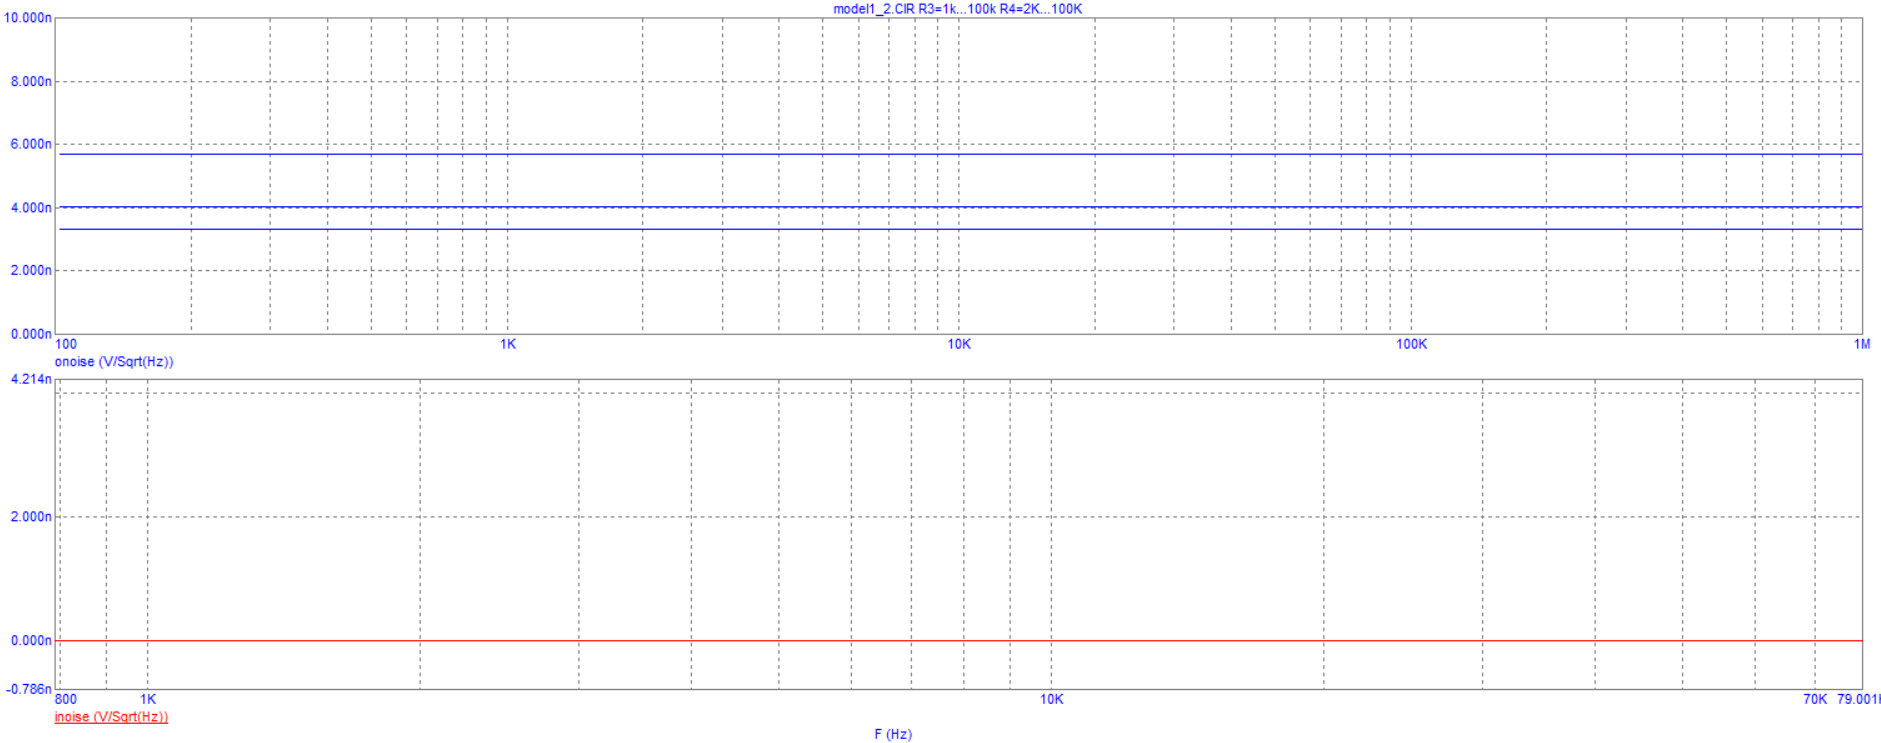 model1_2.CIR R3=1k...100k R4=2K...100K
10.000n
8.000n
6.000n
4.000n
2.000n
0.000n
100 1K 10K 100K 1M
onoise (V/Sqrt(Hz))
4.214n
2.000n
0.000n
-0.786n
800 1K 10K 70K 79.001
inoise (V/Sqrt(Hz))
F (Hz)